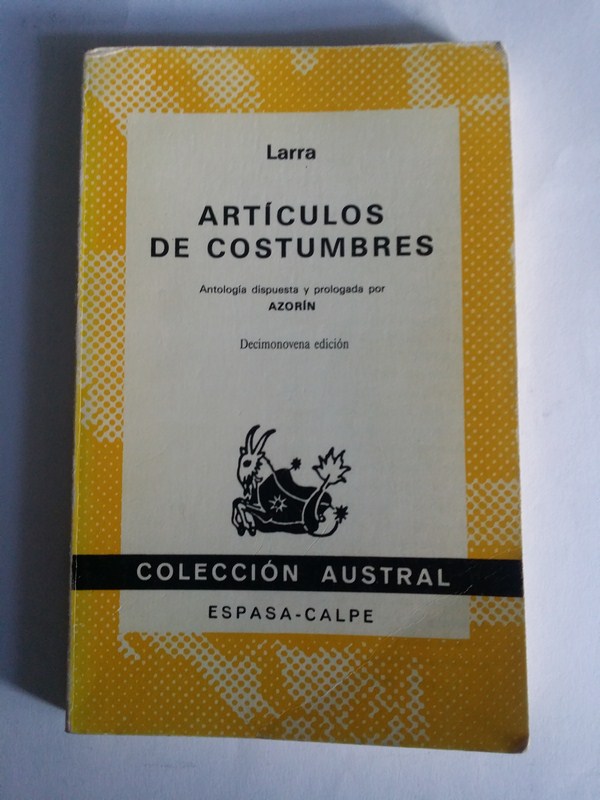 Larra
ARTÍCULOS
DE COSTUMBRES
Antología dispuesta y prologada por
AZORÍN
Decimonovena edición
COLECCIÓN AUSTRAL
ESPASA-CALPE